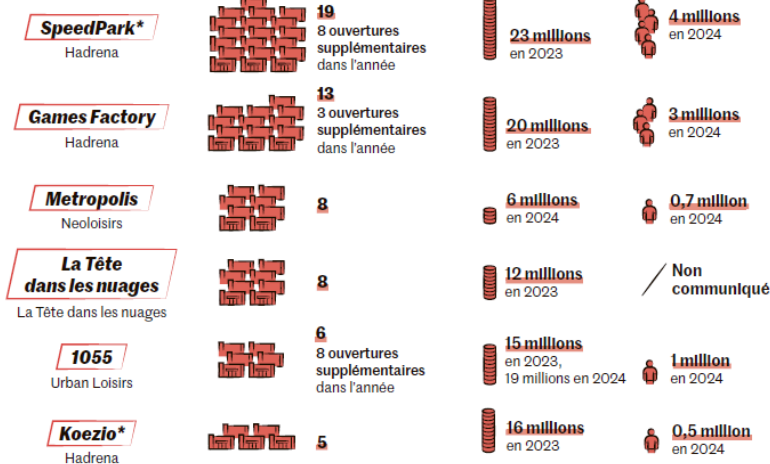 SpeedPark*
Hadrena
19
8 ouvertures
supplémentaires
dans l'année
23 millions
en 2023
4 millions
en 2024
Games Factory
Hadrena
13
3 ouvertures
supplémentaires
dans l'année
20 millions
en 2023
3 millions
en 2024
Metropolis
Neoloisirs
8
6 millions
en 2024
0,7 million
en 2024
La Tête
dans les nuages
La Tête dans les nuages
8
12 millions
en 2023
Non
communiqué
1055
Urban Loisirs
6
8 ouvertures
supplémentaires
dans l'année
15 millions
en 2023,
19 millions en 2024
1 million
en 2024
Koezio*
Hadrena
5
16 millions
en 2023
0,5 million
en 2024